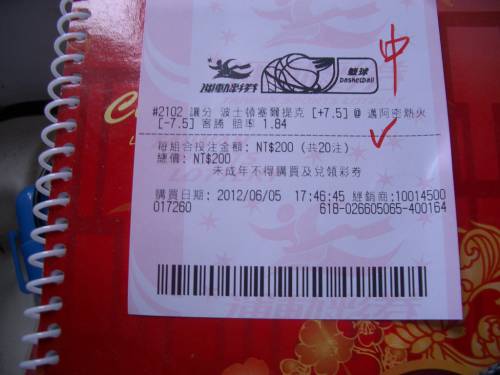 中
運動彩券
籃球
Basketball
#2102 讓分 波士頓塞爾提克 [+7.5] @ 邁阿密熱火
[-7.5] 客勝 賠率 1.84
每組合投注金額: NT$200 (共20注)
總價: NT$200
未成年不得購買及兌領彩券
購買日期: 2012/06/05 17:46:45 經銷商:10014500
017260 618-026605065-400164